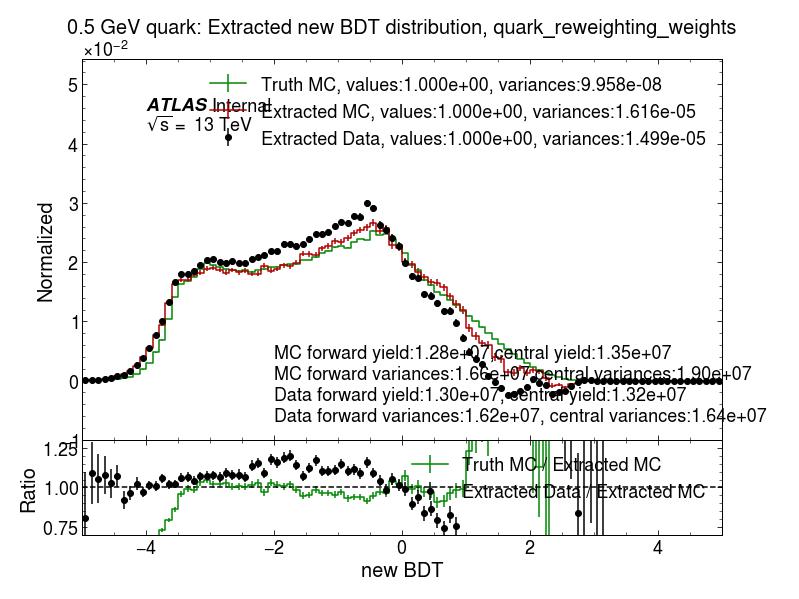 0.5 GeV quark: Extracted new BDT distribution, quark_reweighting_weights
×10⁻²
5
4
3
2
1
0
1
Normalized
ATLAS Internal
√s = 13 TeV
Truth MC, values:1.000e+00, variances:9.958e-08
Extracted MC, values:1.000e+00, variances:1.616e-05
Extracted Data, values:1.000e+00, variances:1.499e-05
MC forward yield:1.28e+07, central yield:1.35e+07
MC forward variances:1.66e+07, central variances:1.90e+07
Data forward yield:1.30e+07, central yield:1.32e+07
Data forward variances:1.62e+07, central variances:1.64e+07
1.25
1.00
0.75
Ratio
Truth MC / Extracted MC
Extracted Data / Extracted MC
−4 −2 0 2 4
new BDT